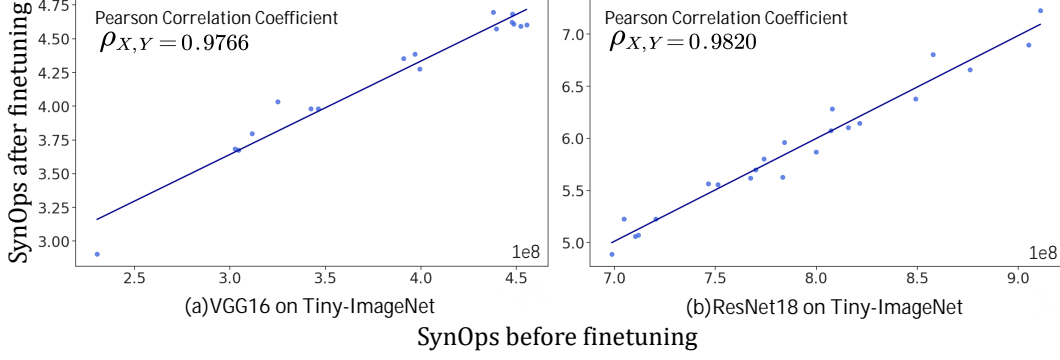 SynOps after finetuning
4.75
4.50
4.25
4.00
3.75
3.50
3.25
3.00
Pearson Correlation Coefficient
ρX,Y = 0.9766
1e8
2.5 3.0 3.5 4.0 4.5
(a)VGG16 on Tiny-ImageNet
7.0
6.5
6.0
5.5
5.0
Pearson Correlation Coefficient
ρX,Y = 0.9820
1e8
7.0 7.5 8.0 8.5 9.0
(b)ResNet18 on Tiny-ImageNet
SynOps before finetuning